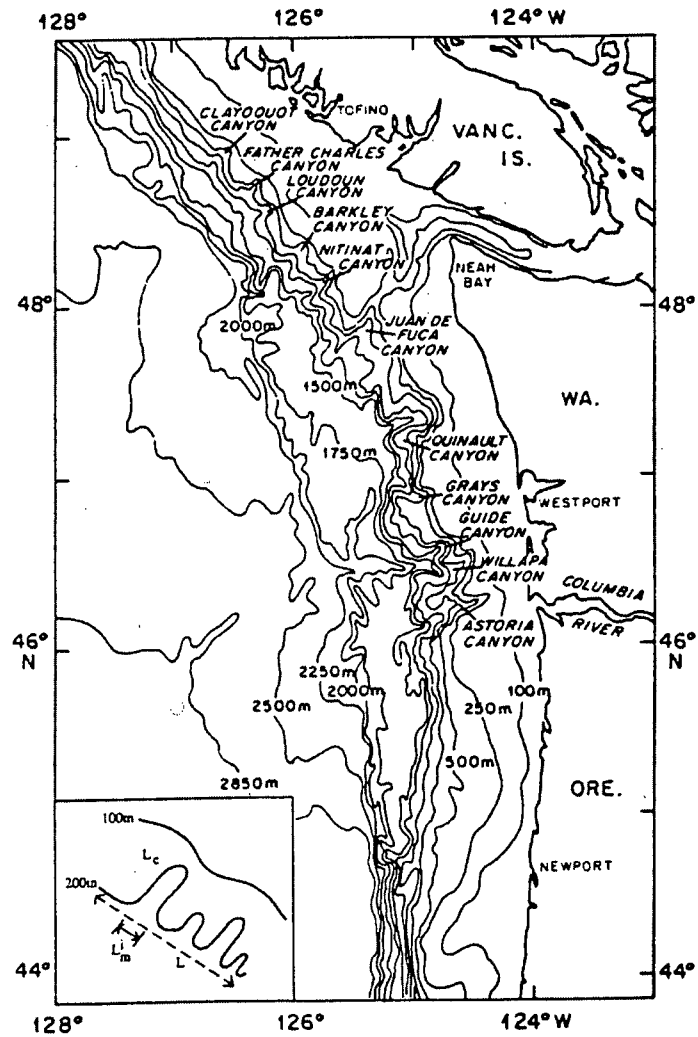 128° 126° 124°W
TOFINO
VANC.
IS.
CLAYOQUOT
CANYON
FATHER CHARLES
CANYON
LOUDOUN
CANYON
BARKLEY
CANYON
NITINAT
CANYON
NEAH
BAY
48° 48°
2000m
JUAN DE
FUCA
CANYON
1500m
WA.
1750m
QUINAULT
CANYON
GRAYS
CANYON
WESTPORT
GUIDE
CANYON
WILLAPA
CANYON
COLUMBIA
RIVER
ASTORIA
CANYON
46° 46°
N N
2250m
2000m
2500m
100m
250m
500m
2850m
ORE.
NEWPORT
100m
Lc
200m
Lm i
L
44° 44°
128° 126° 124°W